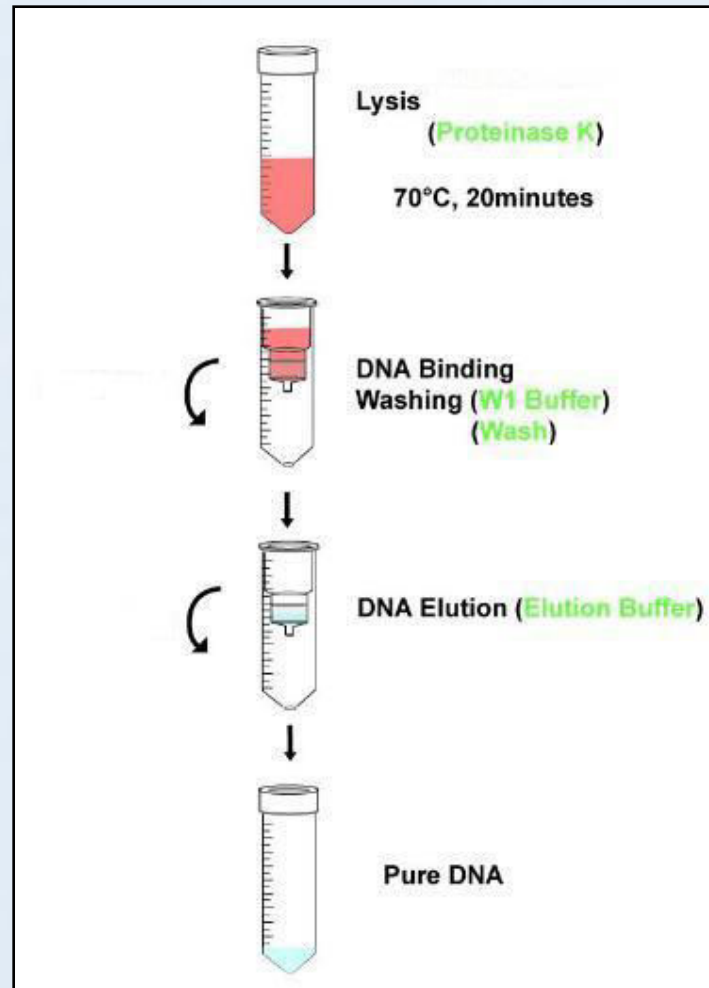 Lysis
(Proteinase K)
70°C, 20minutes
DNA Binding
Washing (W1 Buffer)
(Wash)
DNA Elution (Elution Buffer)
Pure DNA